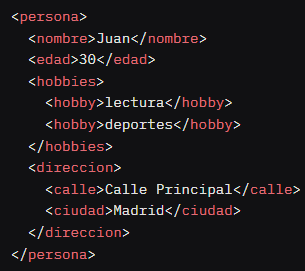 <persona>
  <nombre>Juan</nombre>
  <edad>30</edad>
  <hobbies>
    <hobby>lectura</hobby>
    <hobby>deportes</hobby>
  </hobbies>
  <direccion>
    <calle>Calle Principal</calle>
    <ciudad>Madrid</ciudad>
  </direccion>
</persona>